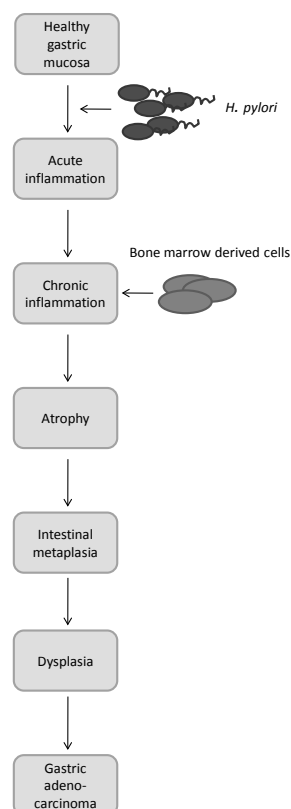 Healthy
gastric
mucosa
H. pylori
Acute
inflammation
Bone marrow derived cells
Chronic
inflammation
Atrophy
Intestinal
metaplasia
Dysplasia
Gastric
adeno-
carcinoma